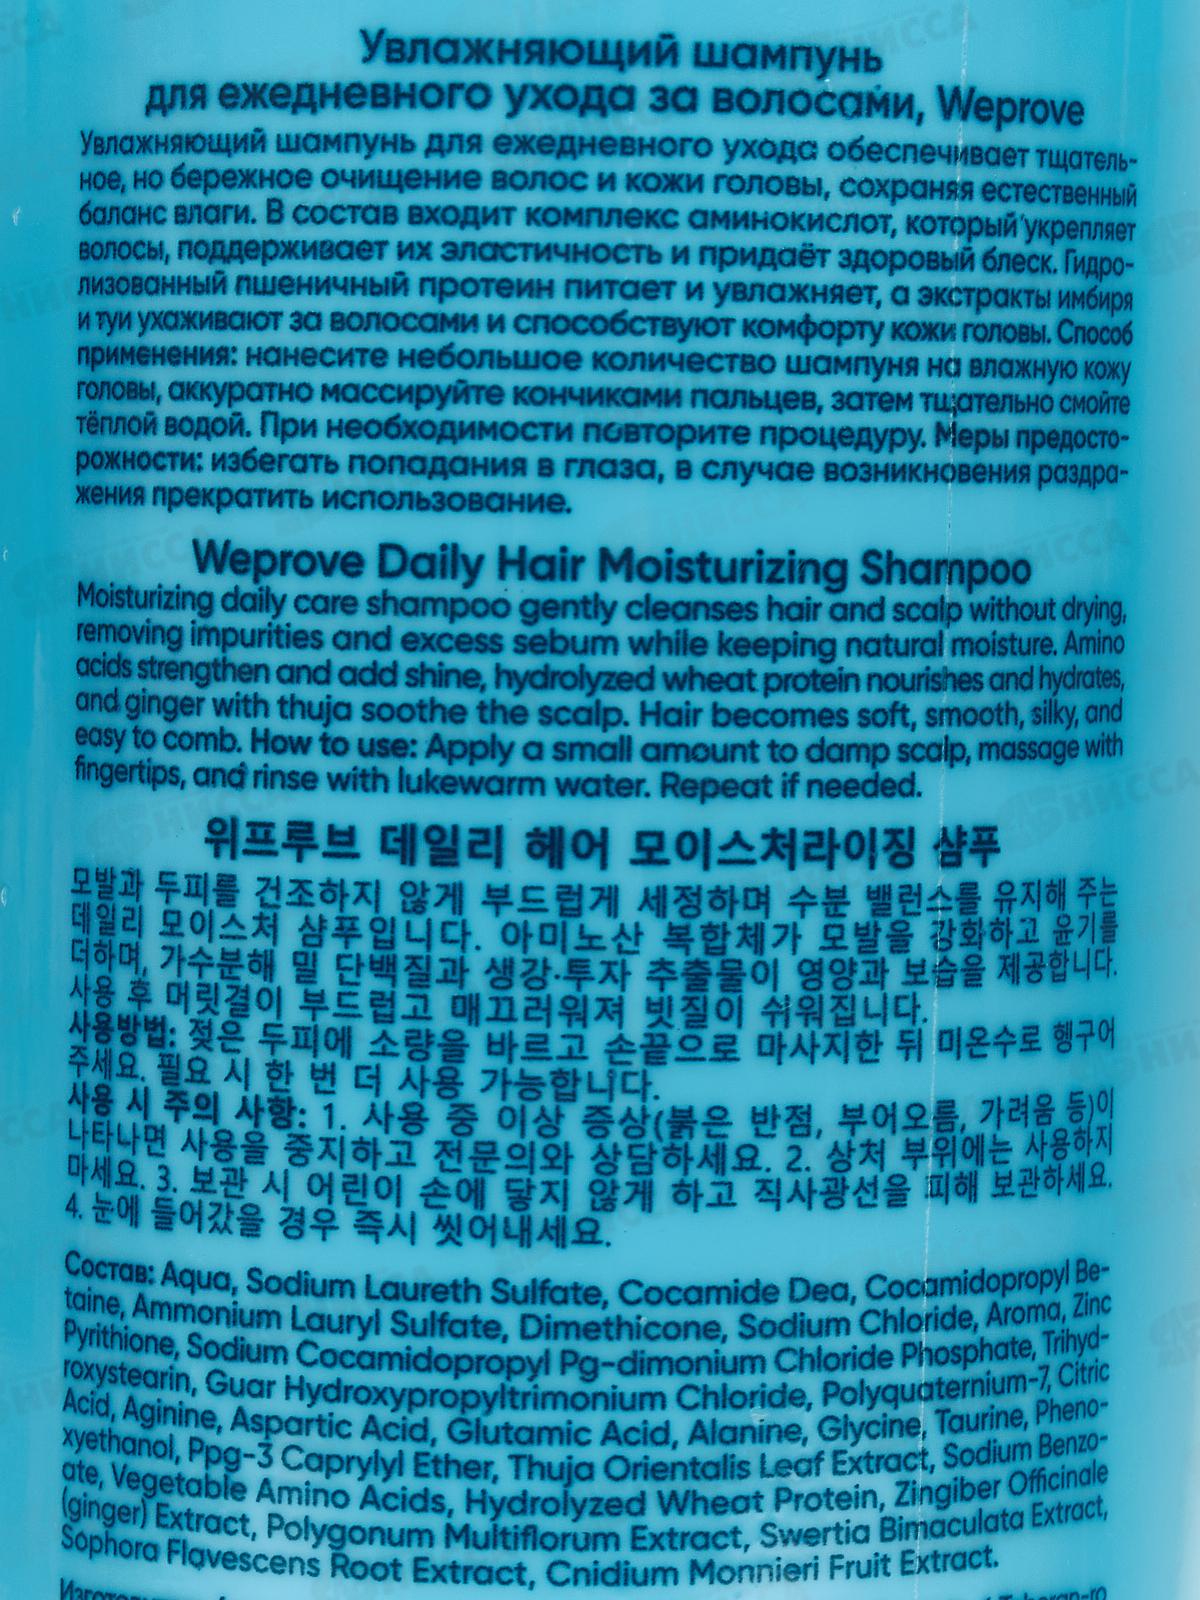 Увлажняющий шампунь
для ежедневного ухода за волосами, Weprove
Увлажняющий шампунь для ежедневного ухода обеспечивает тщатель-
ное, но бережное очищение волос и кожи головы, сохраняя естественный
баланс влаги. В состав входит комплекс аминокислот, который укрепляет
волосы, поддерживает их эластичность и придаёт здоровый блеск. Гидро-
лизованный пшеничный протеин питает и увлажняет, а экстракты имбиря
и туи ухаживают за волосами и способствуют комфорту кожи головы. Способ
применения: нанесите небольшое количество шампуня на влажную кожу
головы, аккуратно массируйте кончиками пальцев, затем тщательно смойте
тёплой водой. При необходимости повторите процедуру. Меры предосто-
рожности: избегать попадания в глаза, в случае возникновения раздра-
жения прекратить использование.
Weprove Daily Hair Moisturizing Shampoo
Moisturizing daily care shampoo gently cleanses hair and scalp without drying,
removing impurities and excess sebum while keeping natural moisture. Amino
acids strengthen and add shine, hydrolyzed wheat protein nourishes and hydrates,
and ginger with thuja soothe the scalp. Hair becomes soft, smooth, silky, and
easy to comb. How to use: Apply a small amount to damp scalp, massage with
fingertips, and rinse with lukewarm water. Repeat if needed.
위프루브 데일리 헤어 모이스처라이징 샴푸
모발과 두피를 건조하지 않게 부드럽게 세정하며 수분 밸런스를 유지해 주는
데일리 모이스처 샴푸입니다. 아미노산 복합체가 모발을 강화하고 윤기를
더하며, 가수분해 밀 단백질과 생강·투자 추출물이 영양과 보습을 제공합니다.
사용 후 머릿결이 부드럽고 매끄러워져 빗질이 쉬워집니다.
사용방법: 젖은 두피에 소량을 바르고 손끝으로 마사지한 뒤 미온수로 헹구어
주세요. 필요 시 한 번 더 사용 가능합니다.
사용 시 주의 사항: 1. 사용 중 이상 증상(붉은 반점, 부어오름, 가려움 등)이
나타나면 사용을 중지하고 전문의와 상담하세요. 2. 상처 부위에는 사용하지
마세요. 3. 보관 시 어린이 손에 닿지 않게 하고 직사광선을 피해 보관하세요.
4. 눈에 들어갔을 경우 즉시 씻어내세요.
Состав: Aqua, Sodium Laureth Sulfate, Cocamide Dea, Cocamidopropyl Be-
taine, Ammonium Lauryl Sulfate, Dimethicone, Sodium Chloride, Aroma, Zinc
Pyrithione, Sodium Cocamidopropyl Pg-dimonium Chloride Phosphate, Trihyd-
roxystearin, Guar Hydroxypropyltrimonium Chloride, Polyquaternium-7, Citric
Acid, Aginine, Aspartic Acid, Glutamic Acid, Alanine, Glycine, Taurine, Pheno-
xyethanol, Ppg-3 Caprylyl Ether, Thuja Orientalis Leaf Extract, Sodium Benzo-
ate, Vegetable Amino Acids, Hydrolyzed Wheat Protein, Zingiber Officinale
(ginger) Extract, Polygonum Multiflorum Extract, Swertia Bimaculata Extract,
Sophora Flavescens Root Extract, Cnidium Monnieri Fruit Extract.